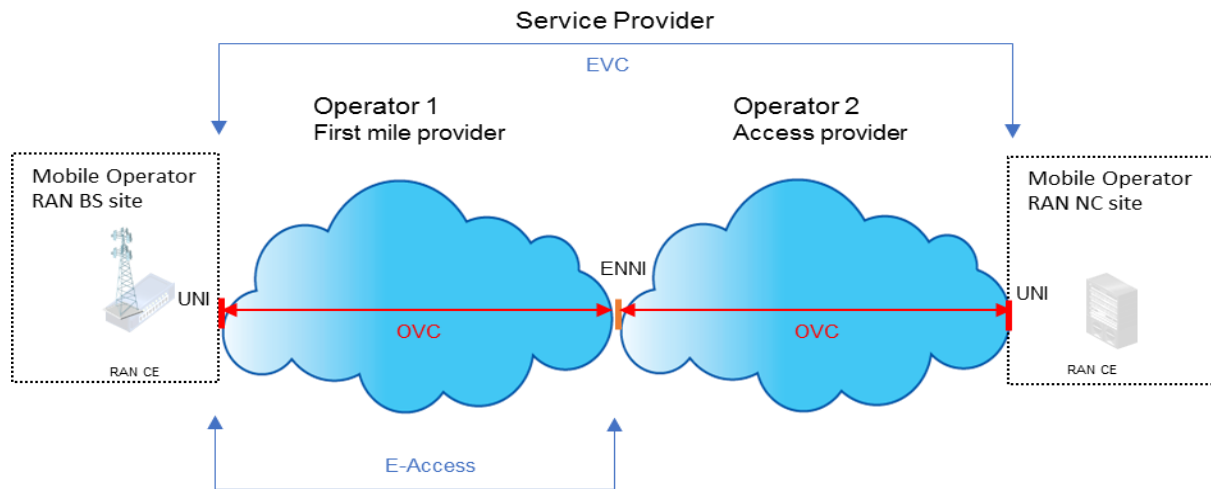 Service Provider
EVC
Operator 1
First mile provider
Operator 2
Access provider
Mobile Operator
RAN BS site
Mobile Operator
RAN NC site
UNI
ENNI
UNI
OVC
OVC
RAN CE
RAN CE
E-Access